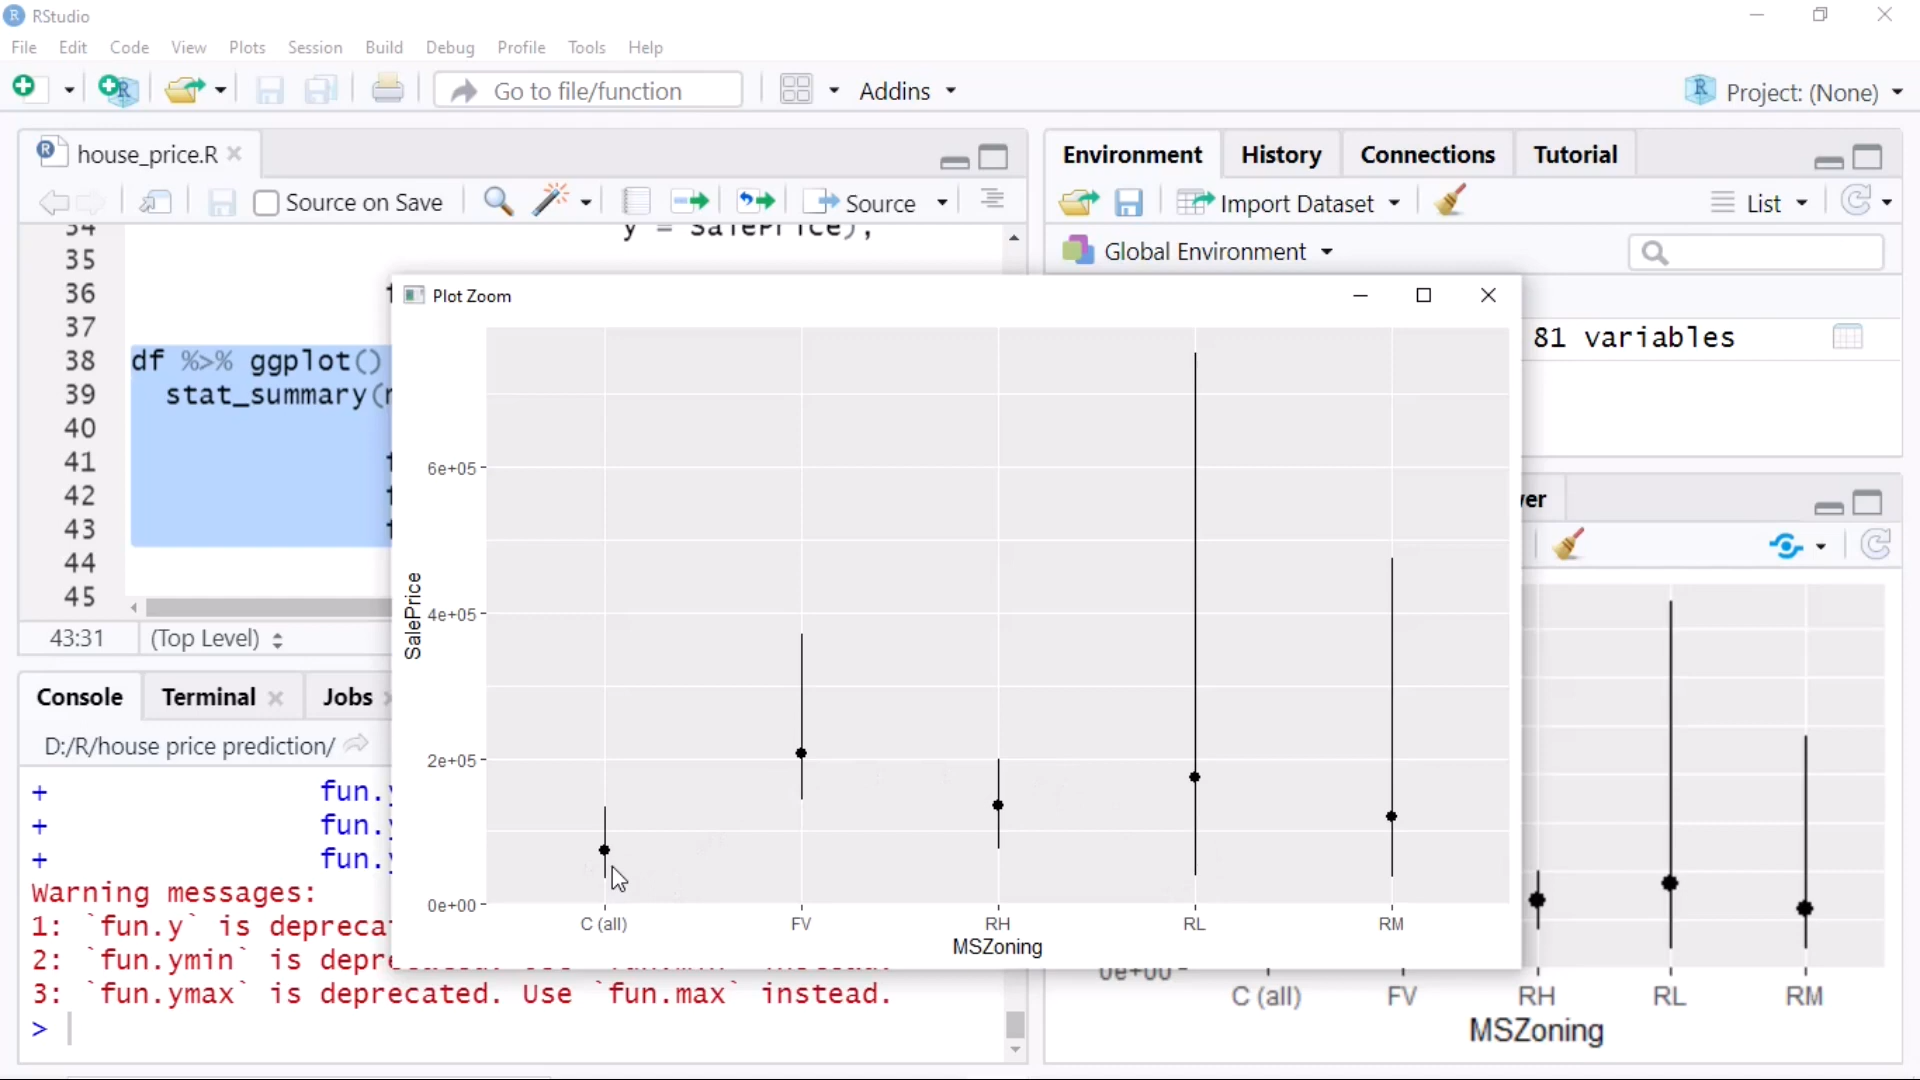 RStudio
File Edit Code View Plots Session Build Debug Profile Tools Help
Go to file/function Addins Project: (None)
house_price.R
Source on Save Source
34 y = SalePrice),
35
36
37
38 df %>% ggplot()
39 stat_summary(
40
41
42
43
44
45
43:31 (Top Level)
Console Terminal Jobs
D:/R/house price prediction/
+ fun.
+ fun.
+ fun.
Warning messages:
1: `fun.y` is depreca
2: `fun.ymin` is depre
3: `fun.ymax` is deprecated. Use `fun.max` instead.
>
Environment History Connections Tutorial
Import Dataset List
Global Environment
81 variables
Plot Zoom
SalePrice
6e+05
4e+05
2e+05
0e+00
C (all) FV RH RL RM
MSZoning
0e+00
C (all) FV RH RL RM
MSZoning